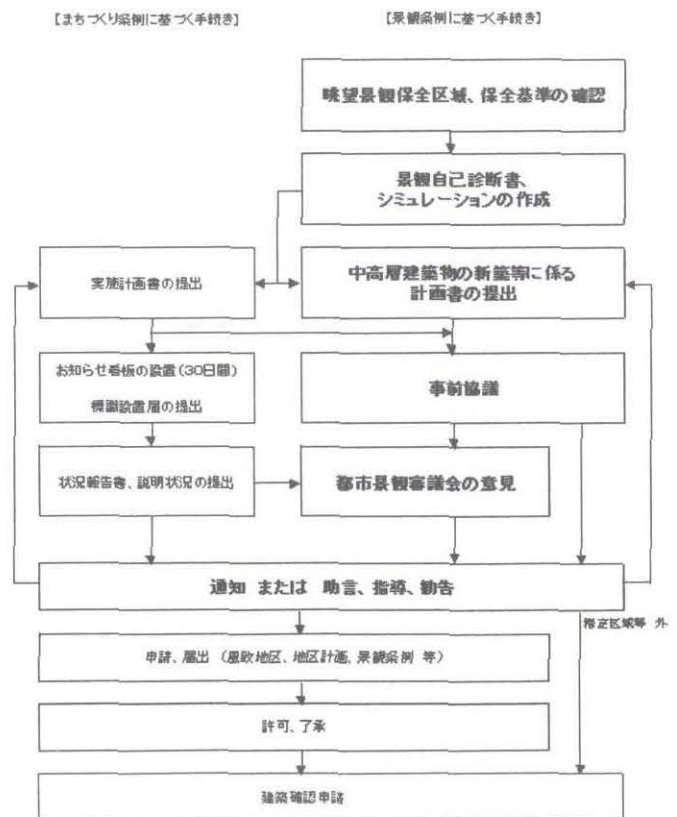 【まちづくり条例に基づく手続き】
【景観条例に基づく手続き】
眺望景観保全区域、保全基準の確認
景観自己診断書、
シミュレーションの作成
実施計画書の提出
中高層建築物の新築等に係る
計画書の提出
お知らせ看板の設置(30日間)
標識設置届の提出
事前協議
状況報告書、説明状況の提出
都市景観審議会の意見
通知 または 助言、指導、勧告
指定区域等 外
申請、届出 (風致地区、地区計画、景観条例 等)
許可、了承
建築確認申請